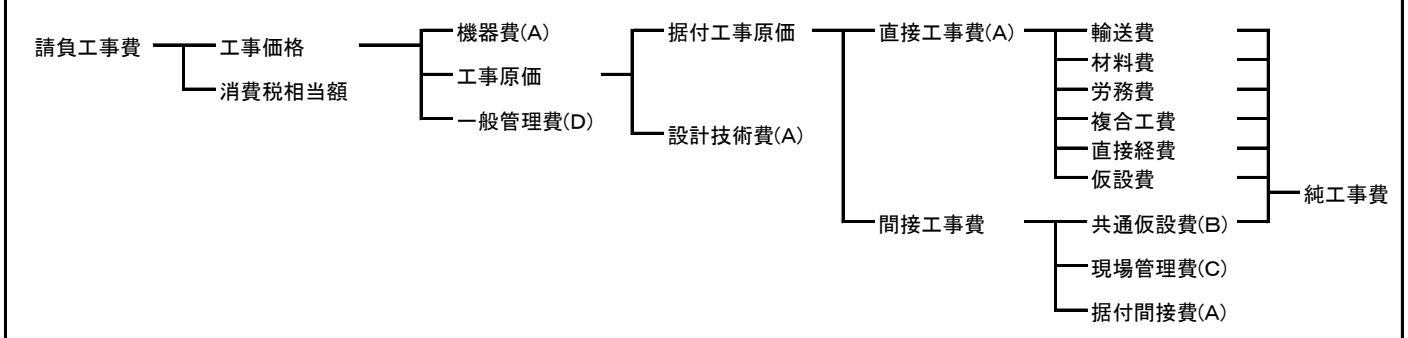 請負工事費
工事価格
消費税相当額
機器費(A)
工事原価
一般管理費(D)
据付工事原価
設計技術費(A)
直接工事費(A)
間接工事費
輸送費
材料費
労務費
複合工費
直接経費
仮設費
共通仮設費(B)
現場管理費(C)
据付間接費(A)
純工事費